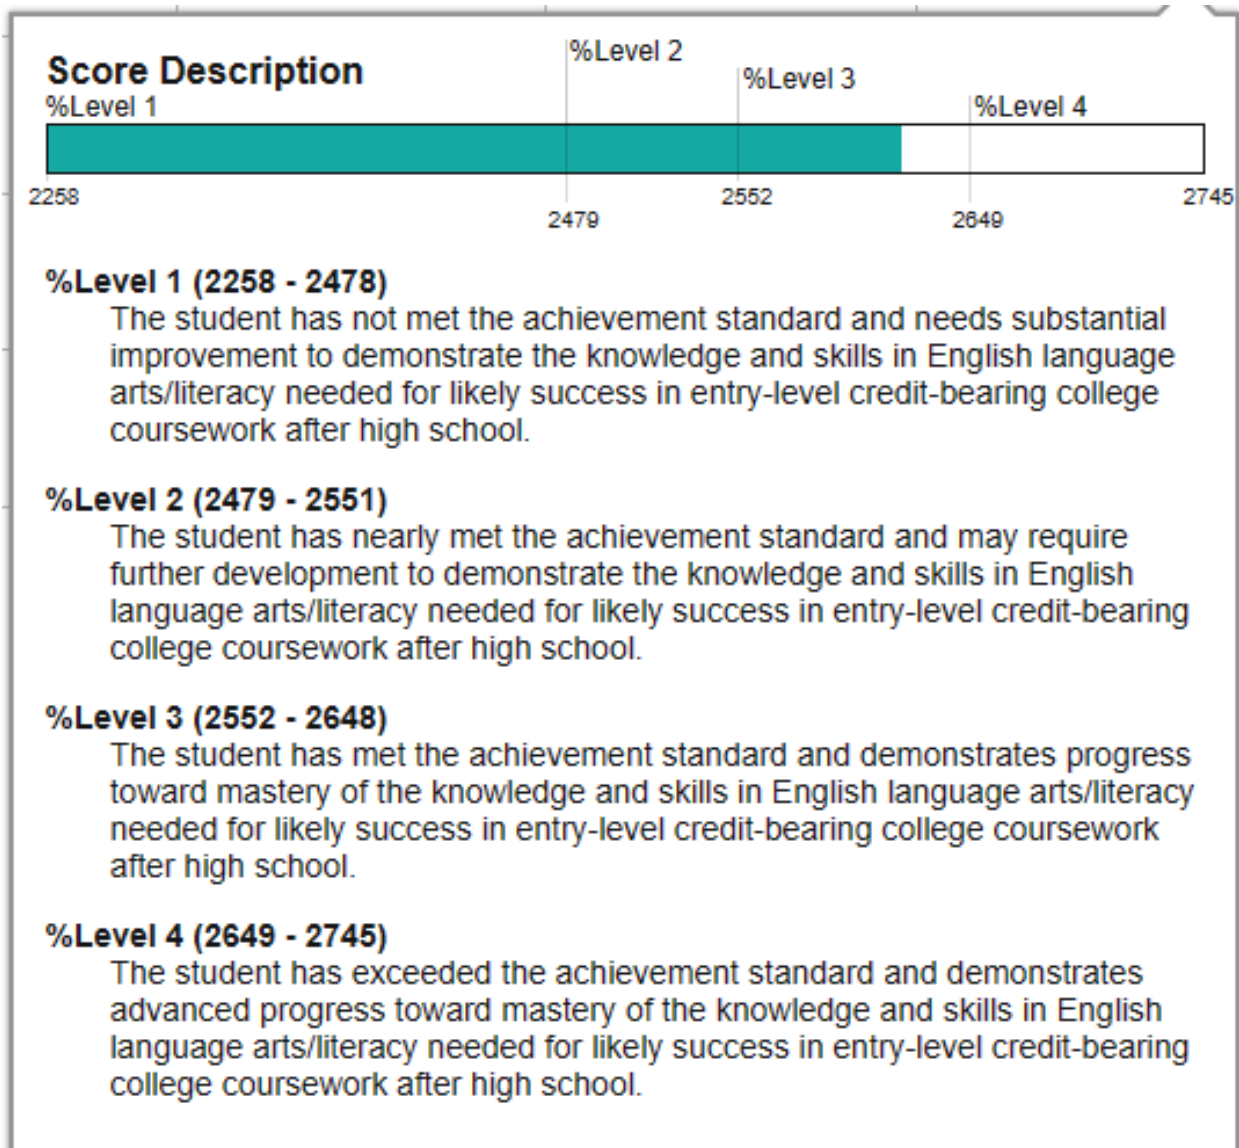 %Level 2
Score Description
%Level 3
%Level 1
%Level 4
2258
2552
2745
2479
2649
%Level 1 (2258 - 2478)
The student has not met the achievement standard and needs substantial
improvement to demonstrate the knowledge and skills in English language
arts/literacy needed for likely success in entry-level credit-bearing college
coursework after high school.
%Level 2 (2479 - 2551)
The student has nearly met the achievement standard and may require
further development to demonstrate the knowledge and skills in English
language arts/literacy needed for likely success in entry-level credit-bearing
college coursework after high school.
%Level 3 (2552 - 2648)
The student has met the achievement standard and demonstrates progress
toward mastery of the knowledge and skills in English language arts/literacy
needed for likely success in entry-level credit-bearing college coursework
after high school.
%Level 4 (2649 - 2745)
The student has exceeded the achievement standard and demonstrates
advanced progress toward mastery of the knowledge and skills in English
language arts/literacy needed for likely success in entry-level credit-bearing
college coursework after high school.